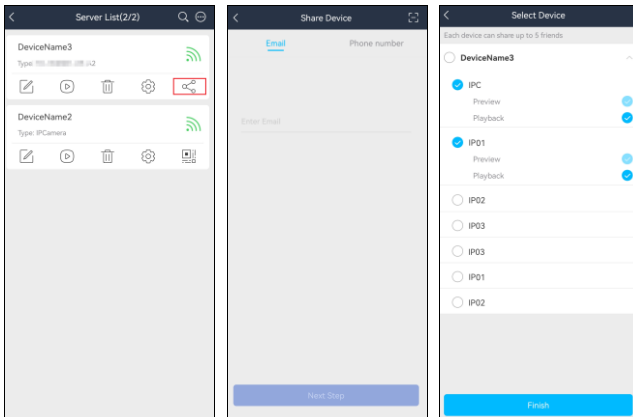 Server List(2/2)
DeviceName3
Type:
DeviceName2
Type: IPCamera
Share Device
Email
Phone number
Enter Email
Next Step
Select Device
Each device can share up to 5 friends
DeviceName3
IPC
Preview
Playback
IP01
Preview
Playback
IP02
IP03
IP03
IP01
IP02
Finish